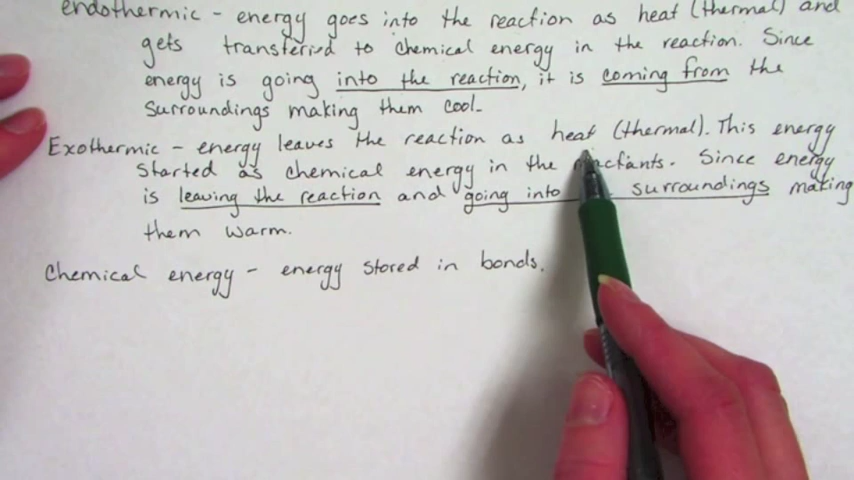 endothermic - energy goes into the reaction as heat (thermal) and
gets transferred to chemical energy in the reaction. Since
energy is going into the reaction, it is coming from the
surroundings making them cool.
Exothermic - energy leaves the reaction as heat (thermal). This energy
started as chemical energy in the reactants. Since energy
is leaving the reaction and going into surroundings making
them warm.
Chemical energy - energy stored in bonds.